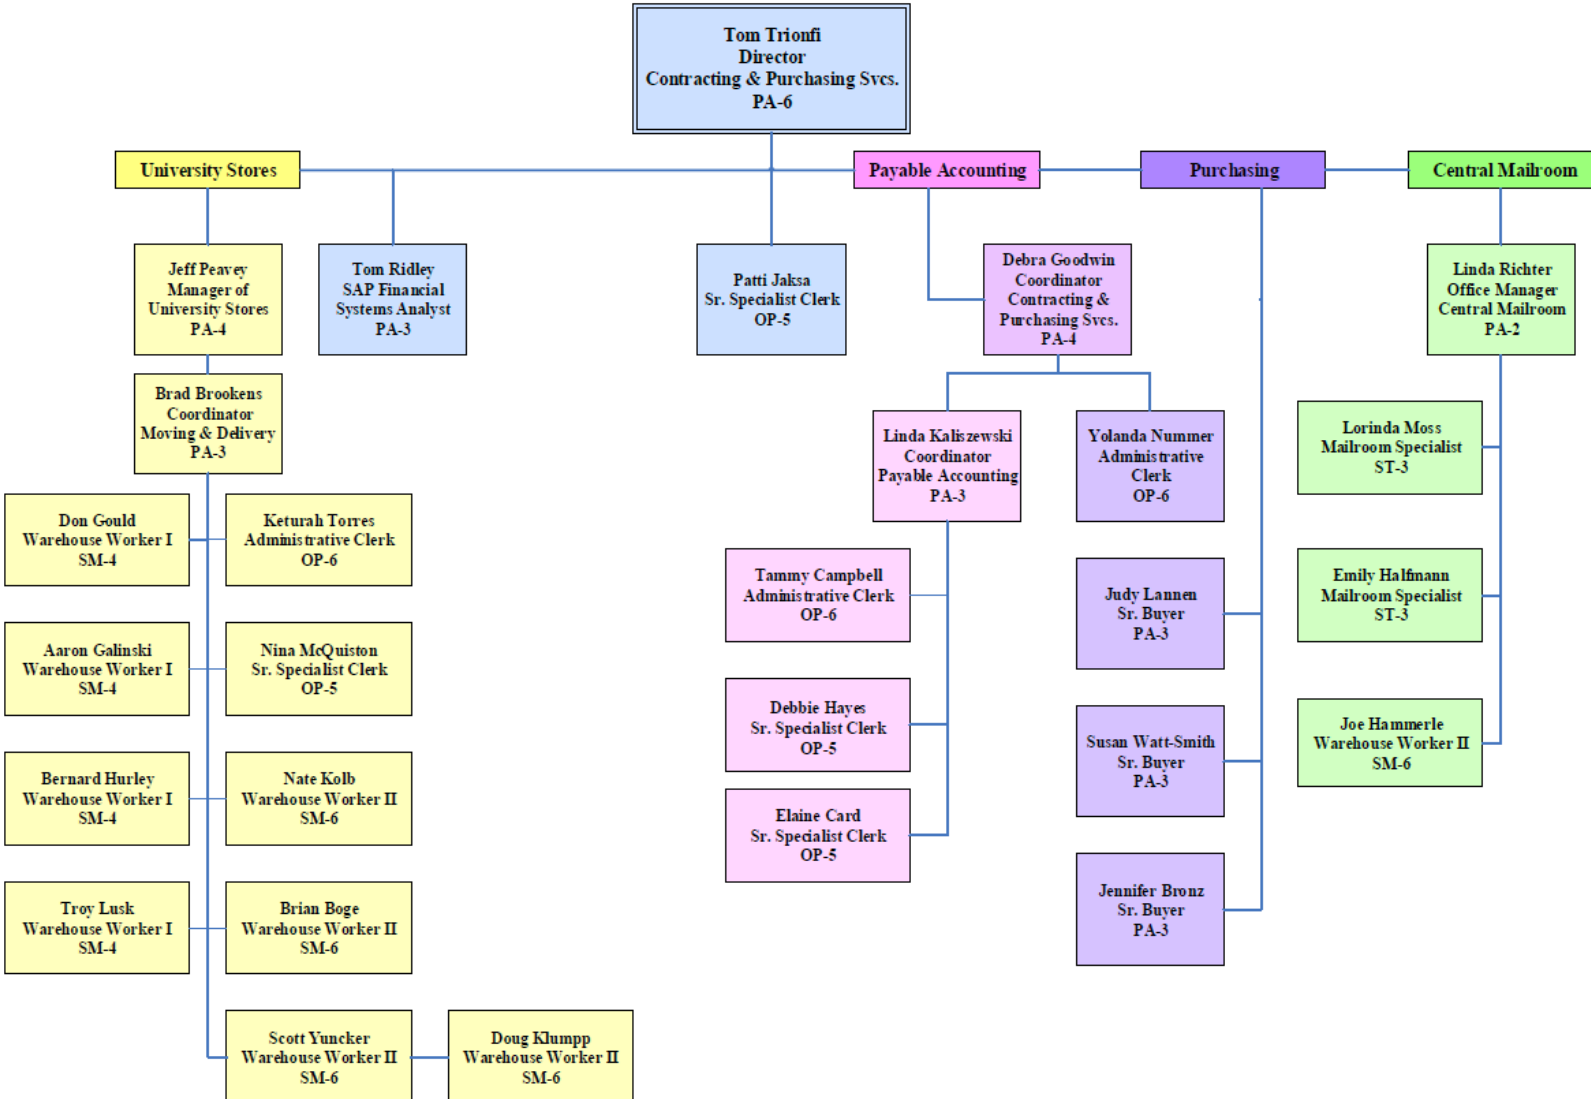 Tom Trionfi
Director
Contracting & Purchasing Svcs.
PA-6
University Stores
Payable Accounting
Purchasing
Central Mailroom
Jeff Peavey
Manager of
University Stores
PA-4
Tom Ridley
SAP Financial
Systems Analyst
PA-3
Patti Jaksa
Sr. Specialist Clerk
OP-5
Debra Goodwin
Coordinator
Contracting &
Purchasing Svcs.
PA-4
Linda Richter
Office Manager
Central Mailroom
PA-2
Brad Brookens
Coordinator
Moving & Delivery
PA-3
Linda Kaliszewski
Coordinator
Payable Accounting
PA-3
Yolanda Nummer
Administrative
Clerk
OP-6
Lorinda Moss
Mailroom Specialist
ST-3
Don Gould
Warehouse Worker I
SM-4
Keturah Torres
Administrative Clerk
OP-6
Tammy Campbell
Administrative Clerk
OP-6
Judy Lannen
Sr. Buyer
PA-3
Emily Halfmann
Mailroom Specialist
ST-3
Aaron Galinski
Warehouse Worker I
SM-4
Nina McQuiston
Sr. Specialist Clerk
OP-5
Debbie Hayes
Sr. Specialist Clerk
OP-5
Susan Watt-Smith
Sr. Buyer
PA-3
Joe Hammerle
Warehouse Worker II
SM-6
Bernard Hurley
Warehouse Worker I
SM-4
Nate Kolb
Warehouse Worker II
SM-6
Elaine Card
Sr. Specialist Clerk
OP-5
Jennifer Bronz
Sr. Buyer
PA-3
Troy Lusk
Warehouse Worker I
SM-4
Brian Boge
Warehouse Worker II
SM-6
Scott Yuncker
Warehouse Worker II
SM-6
Doug Klumpp
Warehouse Worker II
SM-6